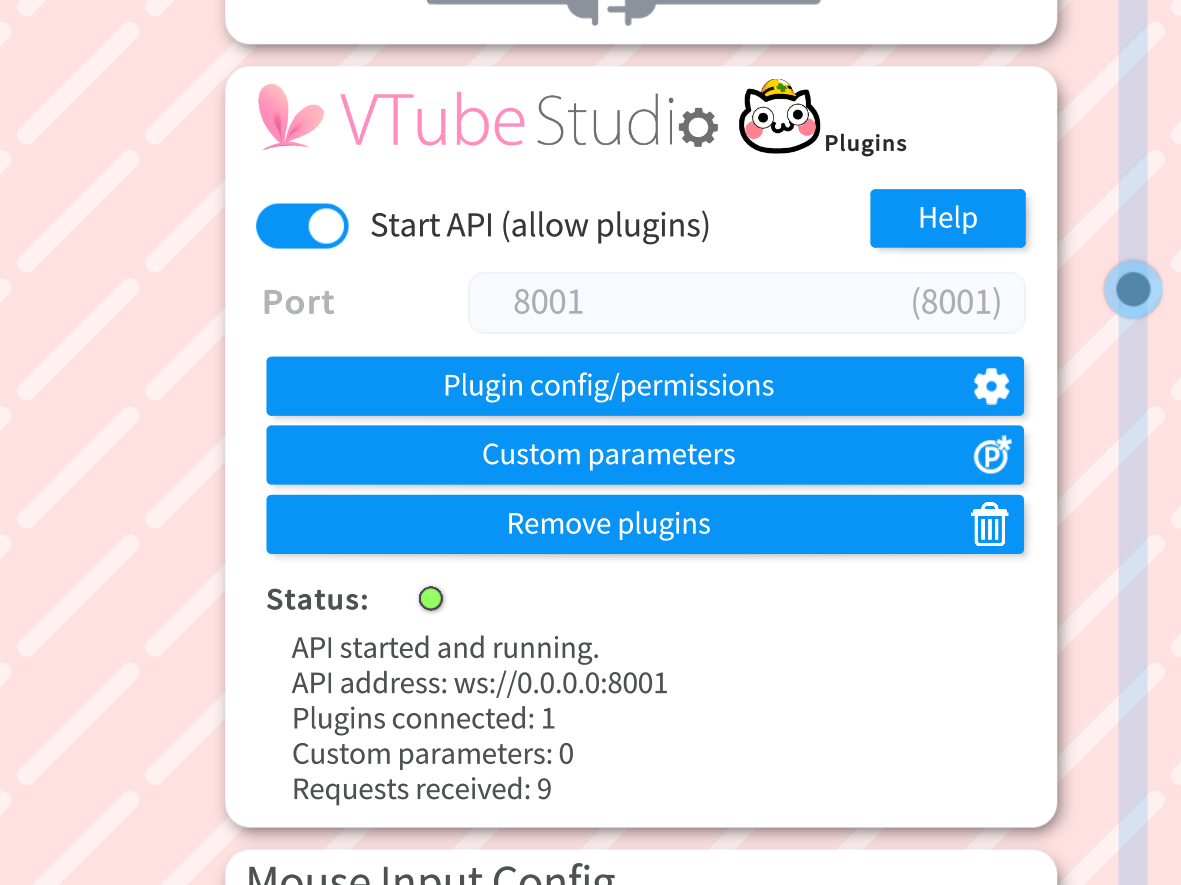 VTube Studio Plugins
Start API (allow plugins)
Help
Port
8001
(8001)
Plugin config/permissions
Custom parameters
Remove plugins
Status:
API started and running.
API address: ws://0.0.0.0:8001
Plugins connected: 1
Custom parameters: 0
Requests received: 9
Mouse Input Config